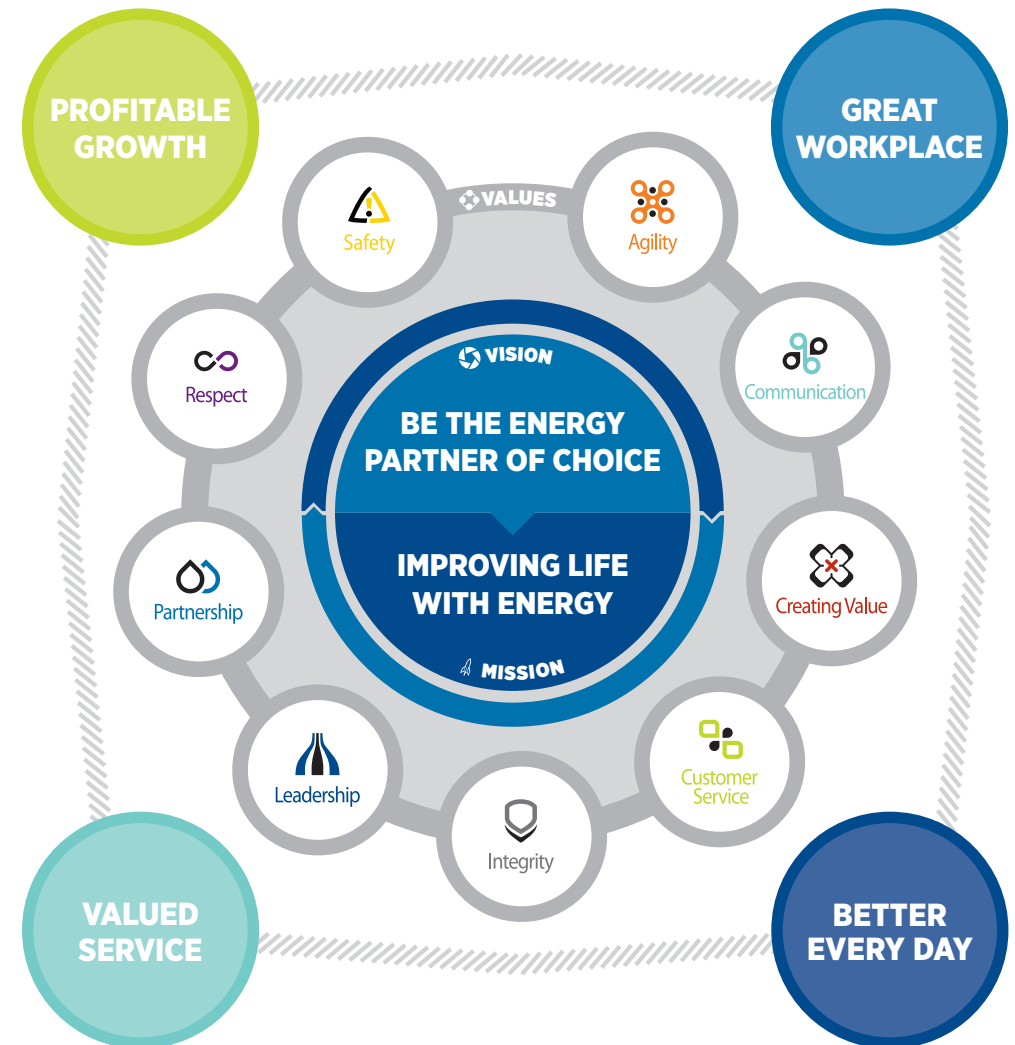 PROFITABLE
GROWTH
GREAT
WORKPLACE
VALUES
Safety
Agility
Respect
Communication
VISION
BE THE ENERGY
PARTNER OF CHOICE
IMPROVING LIFE
WITH ENERGY
MISSION
Partnership
Creating Value
Leadership
Customer
Service
Integrity
VALUED
SERVICE
BETTER
EVERY DAY